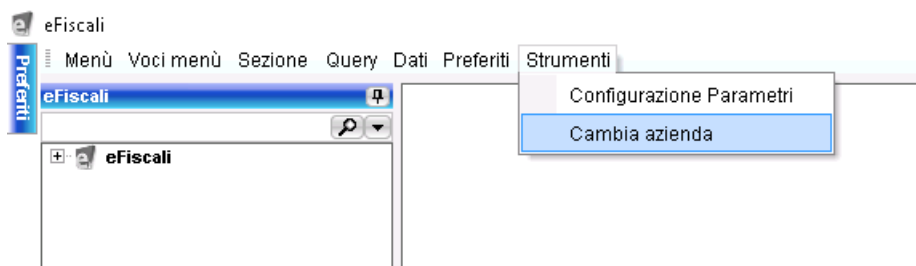 eFiscali
Preferiti
Menù Voci menù Sezione Query Dati Preferiti Strumenti
eFiscali
Configurazione Parametri
Cambia azienda
eFiscali